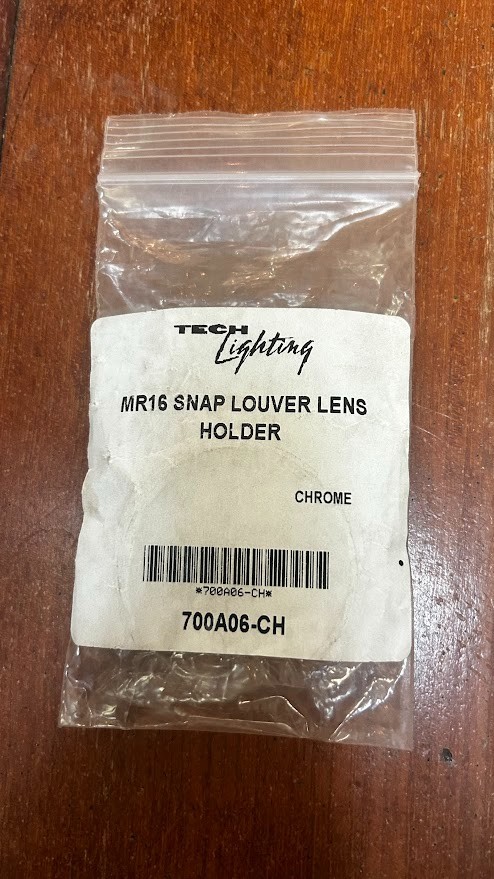 TECH
Lighting
MR16 SNAP LOUVER LENS
HOLDER
CHROME
*700A06-CH*
700A06-CH